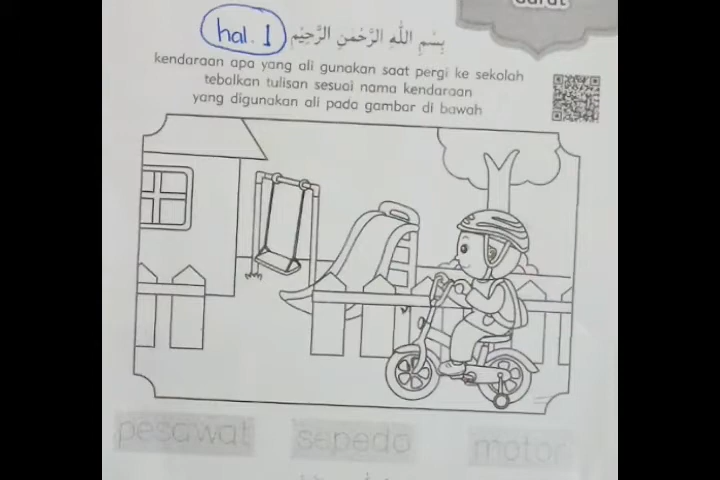 darat
hal. 1
بِسْمِ اللّٰهِ الرَّحْمٰنِ الرَّحِيْمِ
kendaraan apa yang ali gunakan saat pergi ke sekolah
tebalkan tulisan sesuai nama kendaraan
yang digunakan ali pada gambar di bawah
pesawat sepeda motor